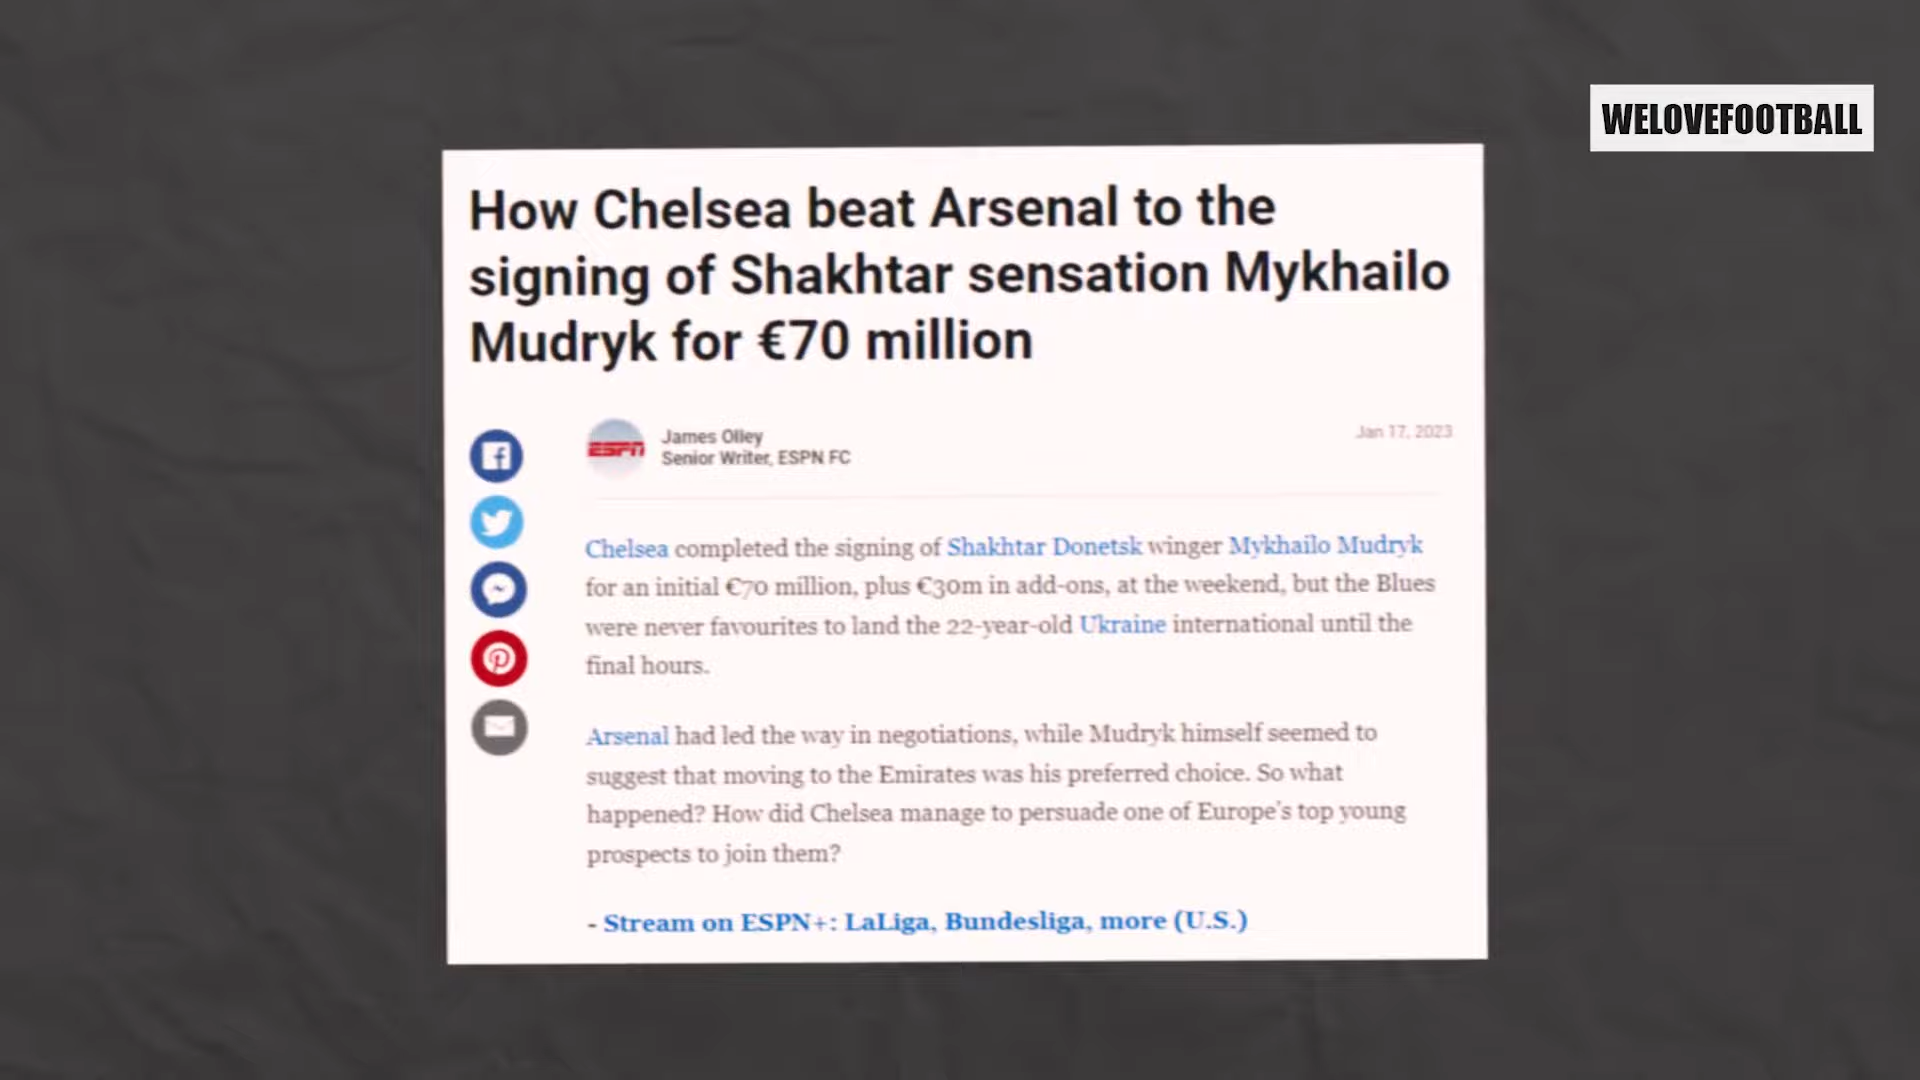 WELOVEFOOTBALL
How Chelsea beat Arsenal to the
signing of Shakhtar sensation Mykhailo
Mudryk for €70 million
ESPN
James Olley
Senior Writer, ESPN FC
Jan 17, 2023
Chelsea completed the signing of Shakhtar Donetsk winger Mykhailo Mudryk
for an initial €70 million, plus €30m in add-ons, at the weekend, but the Blues
were never favourites to land the 22-year-old Ukraine international until the
final hours.
Arsenal had led the way in negotiations, while Mudryk himself seemed to
suggest that moving to the Emirates was his preferred choice. So what
happened? How did Chelsea manage to persuade one of Europe's top young
prospects to join them?
- Stream on ESPN+: LaLiga, Bundesliga, more (U.S.)